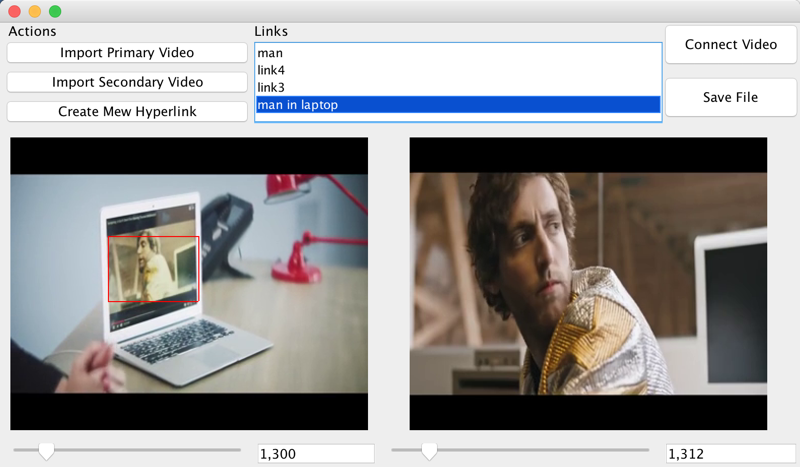 Actions
Links
Import Primary Video
Import Secondary Video
Create Mew Hyperlink
man
link4
link3
man in laptop
Connect Video
Save File
1,300
1,312